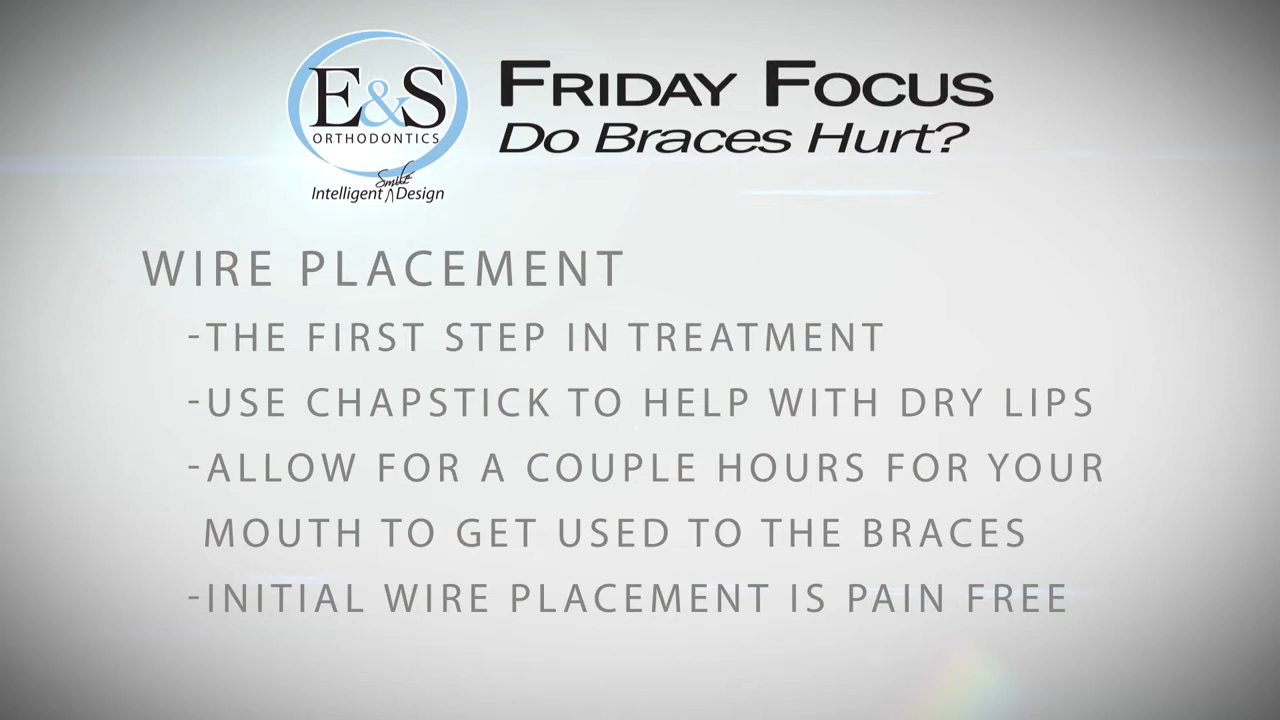 E&S
ORTHODONTICS
Smile
Intelligent Design
FRIDAY FOCUS
Do Braces Hurt?
WIRE PLACEMENT
-THE FIRST STEP IN TREATMENT
-USE CHAPSTICK TO HELP WITH DRY LIPS
-ALLOW FOR A COUPLE HOURS FOR YOUR
MOUTH TO GET USED TO THE BRACES
-INITIAL WIRE PLACEMENT IS PAIN FREE